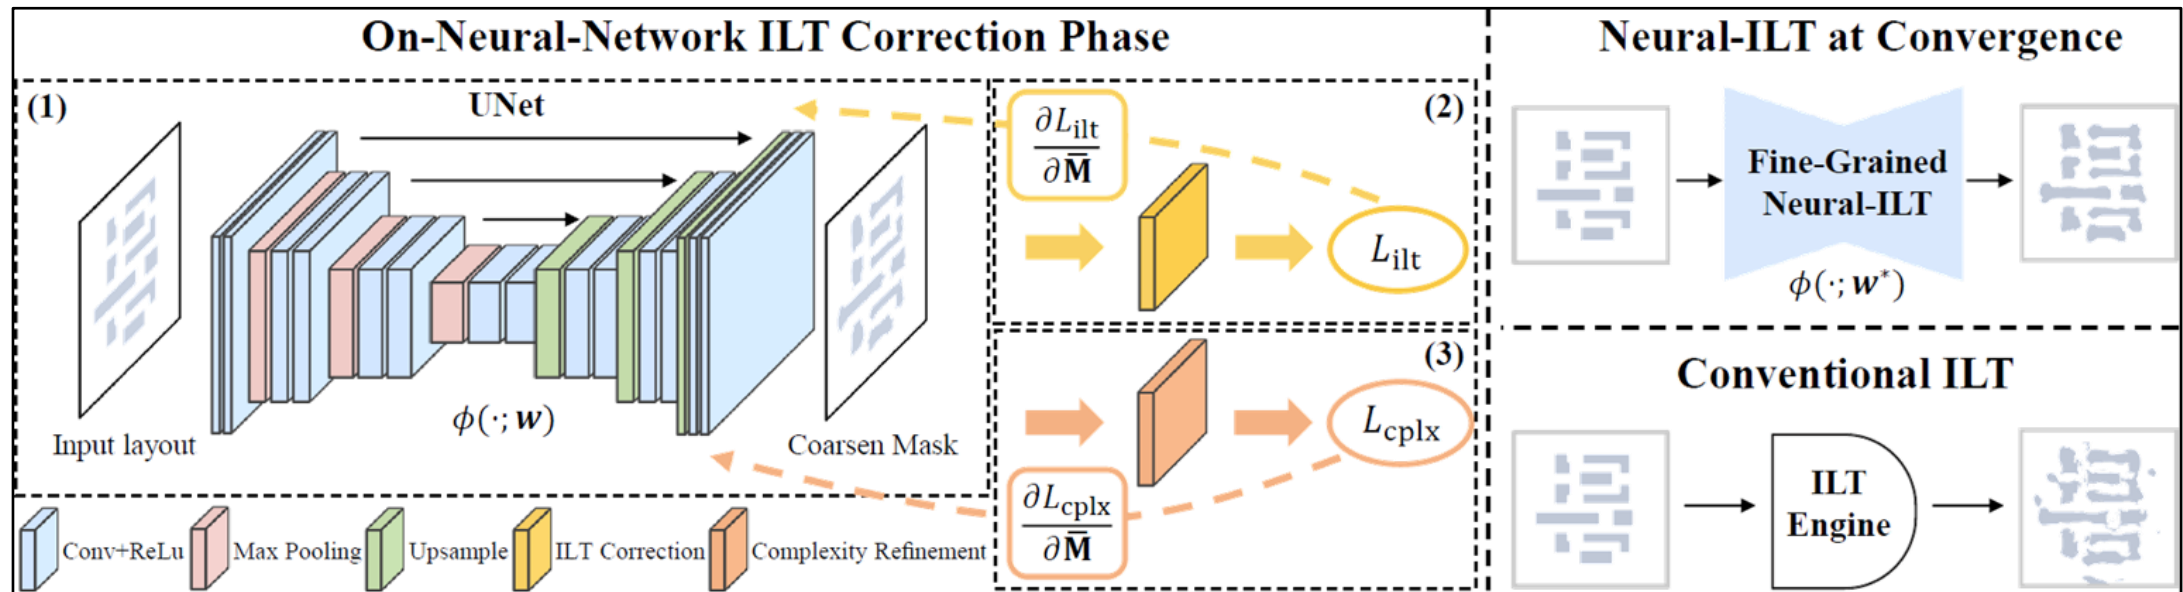 On-Neural-Network ILT Correction Phase
(1)
UNet
Input layout
ϕ(·; w)
Coarsen Mask
Conv+ReLu
Max Pooling
Upsample
ILT Correction
Complexity Refinement
(2)
∂L_ilt
∂M̄
L_ilt
(3)
L_cplx
∂L_cplx
∂M̄
Neural-ILT at Convergence
Fine-Grained
Neural-ILT
ϕ(·; w*)
Conventional ILT
ILT
Engine